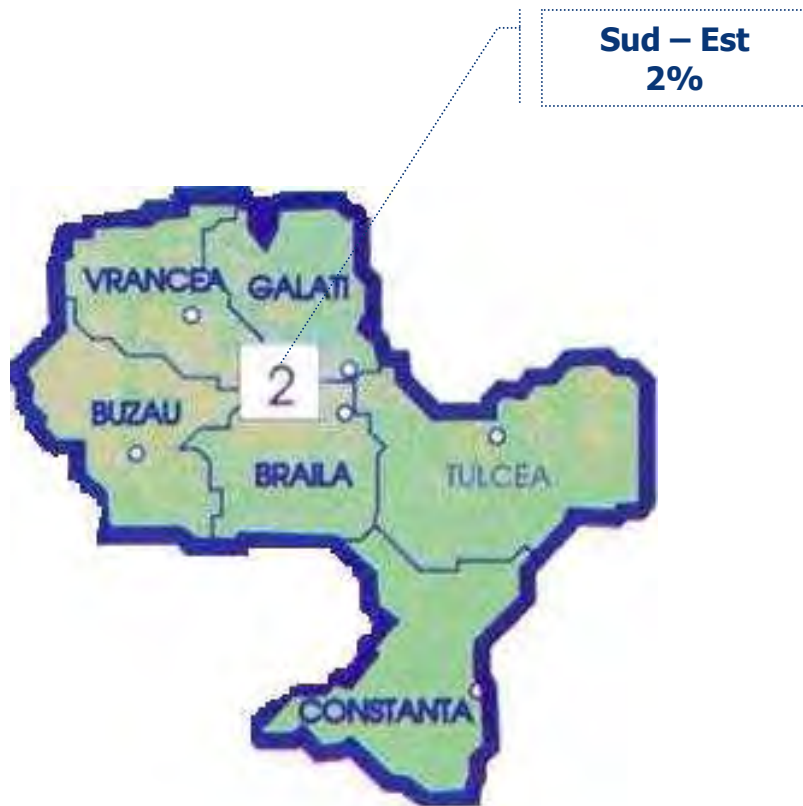 Sud – Est
2%
VRANCEA
GALATI
2
BUZAU
BRAILA
TULCEA
CONSTANTA